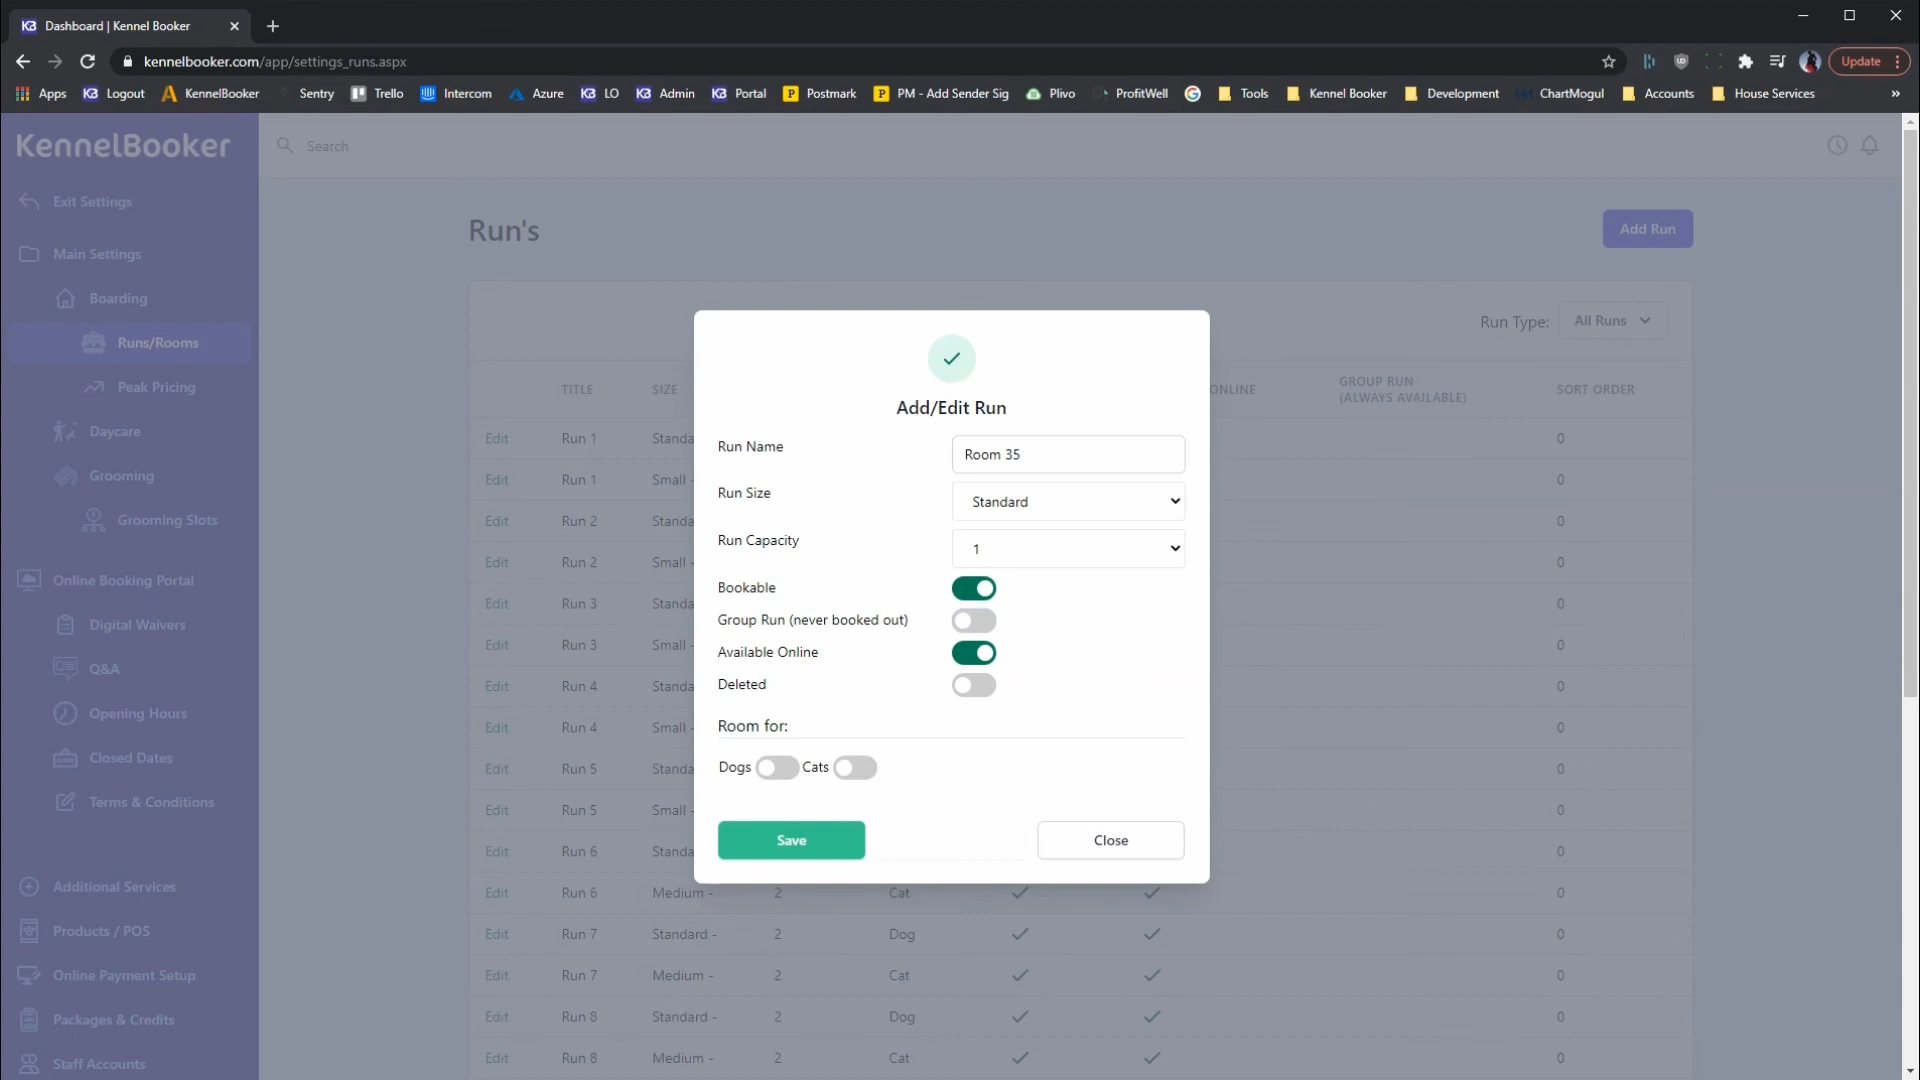 Dashboard | Kennel Booker
kennelbooker.com/app/settings_runs.aspx
Update
Apps Logout KennelBooker Sentry Trello Intercom Azure LO Admin Portal Postmark PM - Add Sender Sig Plivo ProfitWell Tools Kennel Booker Development ChartMogul Accounts House Services »
KennelBooker
Search
Exit Settings
Main Settings
Boarding
Runs/Rooms
Peak Pricing
Daycare
Grooming
Grooming Slots
Online Booking Portal
Digital Waivers
Q&A
Opening Hours
Closed Dates
Terms & Conditions
Additional Services
Products / POS
Online Payment Setup
Packages & Credits
Staff Accounts
Run's
Add Run
Run Type: All Runs
TITLE SIZE ONLINE GROUP RUN SORT ORDER
(ALWAYS AVAILABLE)
Edit Run 1 Standa 0
Edit Run 1 Small - 0
Edit Run 2 Standa 0
Edit Run 2 Small - 0
Edit Run 3 Standa 0
Edit Run 3 Small - 0
Edit Run 4 Standa 0
Edit Run 4 Small - 0
Edit Run 5 Standa 0
Edit Run 5 Small - 0
Edit Run 6 Standa 0
Edit Run 6 Medium - 2 Cat 0
Edit Run 7 Standard - 2 Dog 0
Edit Run 7 Medium - 2 Cat 0
Edit Run 8 Standard - 2 Dog 0
Edit Run 8 Medium - 2 Cat 0
Add/Edit Run
Run Name Room 35
Run Size Standard
Run Capacity 1
Bookable
Group Run (never booked out)
Available Online
Deleted
Room for:
Dogs Cats
Save Close